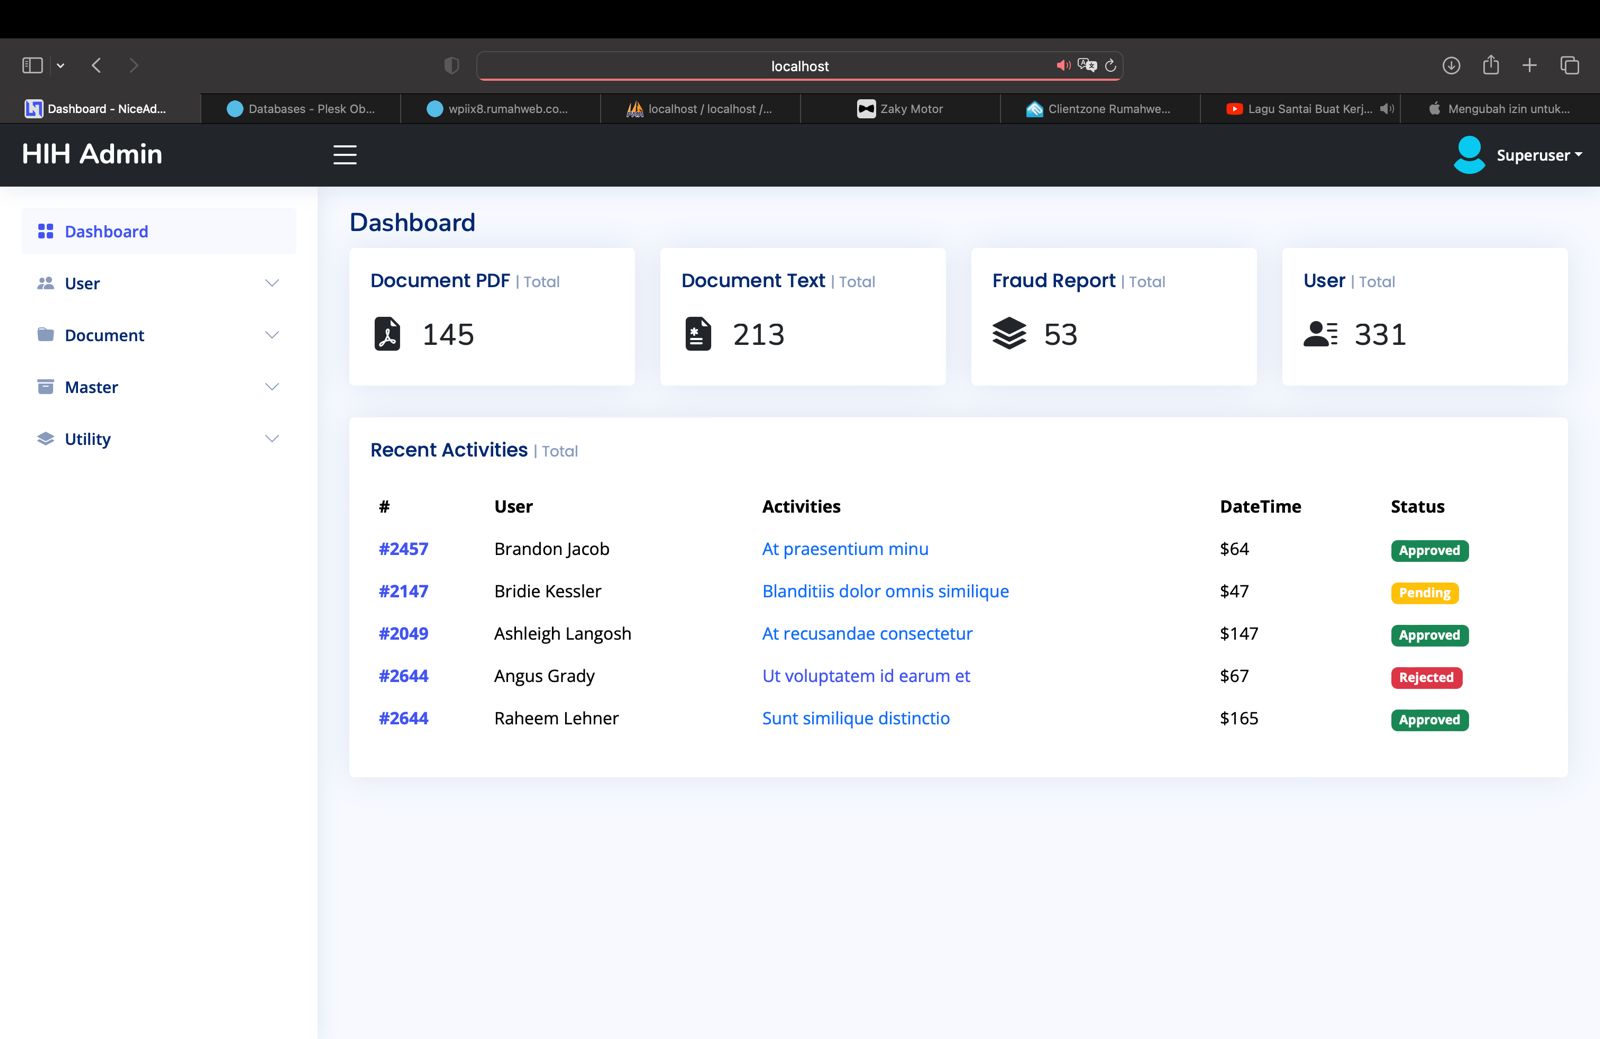 localhost
Dashboard - NiceAd...
Databases - Plesk Ob...
wpiix8.rumahweb.co...
localhost / localhost /...
Zaky Motor
Clientzone Rumahwe...
Lagu Santai Buat Kerj...
Mengubah izin untuk...
HIH Admin
Superuser
Dashboard
User
Document
Master
Utility
Dashboard
Document PDF | Total
145
Document Text | Total
213
Fraud Report | Total
53
User | Total
331
Recent Activities | Total
# User Activities DateTime Status
#2457 Brandon Jacob At praesentium minu $64 Approved
#2147 Bridie Kessler Blanditiis dolor omnis similique $47 Pending
#2049 Ashleigh Langosh At recusandae consectetur $147 Approved
#2644 Angus Grady Ut voluptatem id earum et $67 Rejected
#2644 Raheem Lehner Sunt similique distinctio $165 Approved